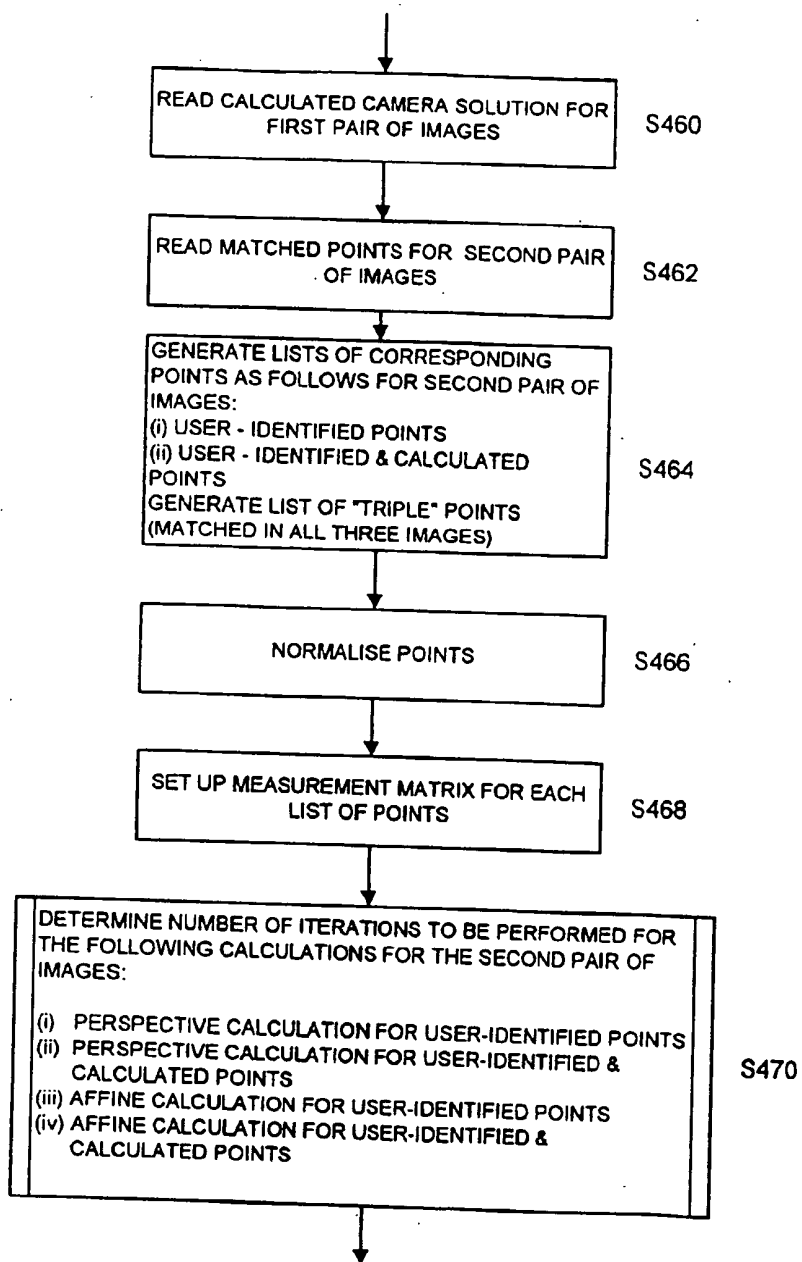 READ CALCULATED CAMERA SOLUTION FOR
FIRST PAIR OF IMAGES
S460
READ MATCHED POINTS FOR SECOND PAIR
OF IMAGES
S462
GENERATE LISTS OF CORRESPONDING
POINTS AS FOLLOWS FOR SECOND PAIR OF
IMAGES:
(i) USER - IDENTIFIED POINTS
(ii) USER - IDENTIFIED & CALCULATED
POINTS
GENERATE LIST OF "TRIPLE" POINTS
(MATCHED IN ALL THREE IMAGES)
S464
NORMALISE POINTS
S466
SET UP MEASUREMENT MATRIX FOR EACH
LIST OF POINTS
S468
DETERMINE NUMBER OF ITERATIONS TO BE PERFORMED FOR
THE FOLLOWING CALCULATIONS FOR THE SECOND PAIR OF
IMAGES:
(i) PERSPECTIVE CALCULATION FOR USER-IDENTIFIED POINTS
(ii) PERSPECTIVE CALCULATION FOR USER-IDENTIFIED &
CALCULATED POINTS
(iii) AFFINE CALCULATION FOR USER-IDENTIFIED POINTS
(iv) AFFINE CALCULATION FOR USER-IDENTIFIED &
CALCULATED POINTS
S470